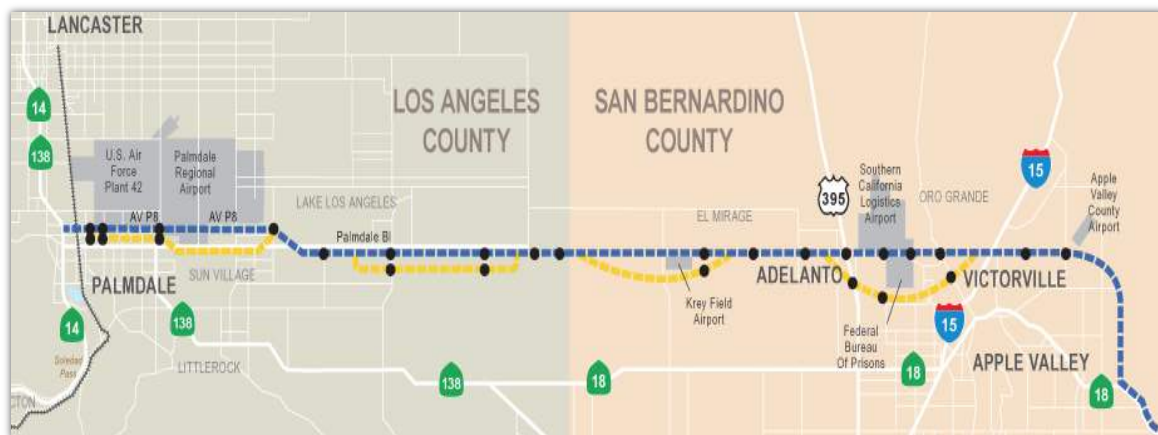 LANCASTER
LOS ANGELES
COUNTY
SAN BERNARDINO
COUNTY
14
138
U.S. Air
Force
Plant 42
Palmdale
Regional
Airport
15
Southern
California
Logistics
Airport
Apple
Valley
County
Airport
395
ORO GRANDE
LAKE LOS ANGELES
EL MIRAGE
AV P8
AV P8
Palmdale Bl
SUN VILLAGE
PALMDALE
ADELANTO
VICTORVILLE
Krey Field
Airport
14
138
15
Federal
Bureau
Of Prisons
Soledad
Pass
LITTLEROCK
138
18
18
APPLE VALLEY
18
CTON